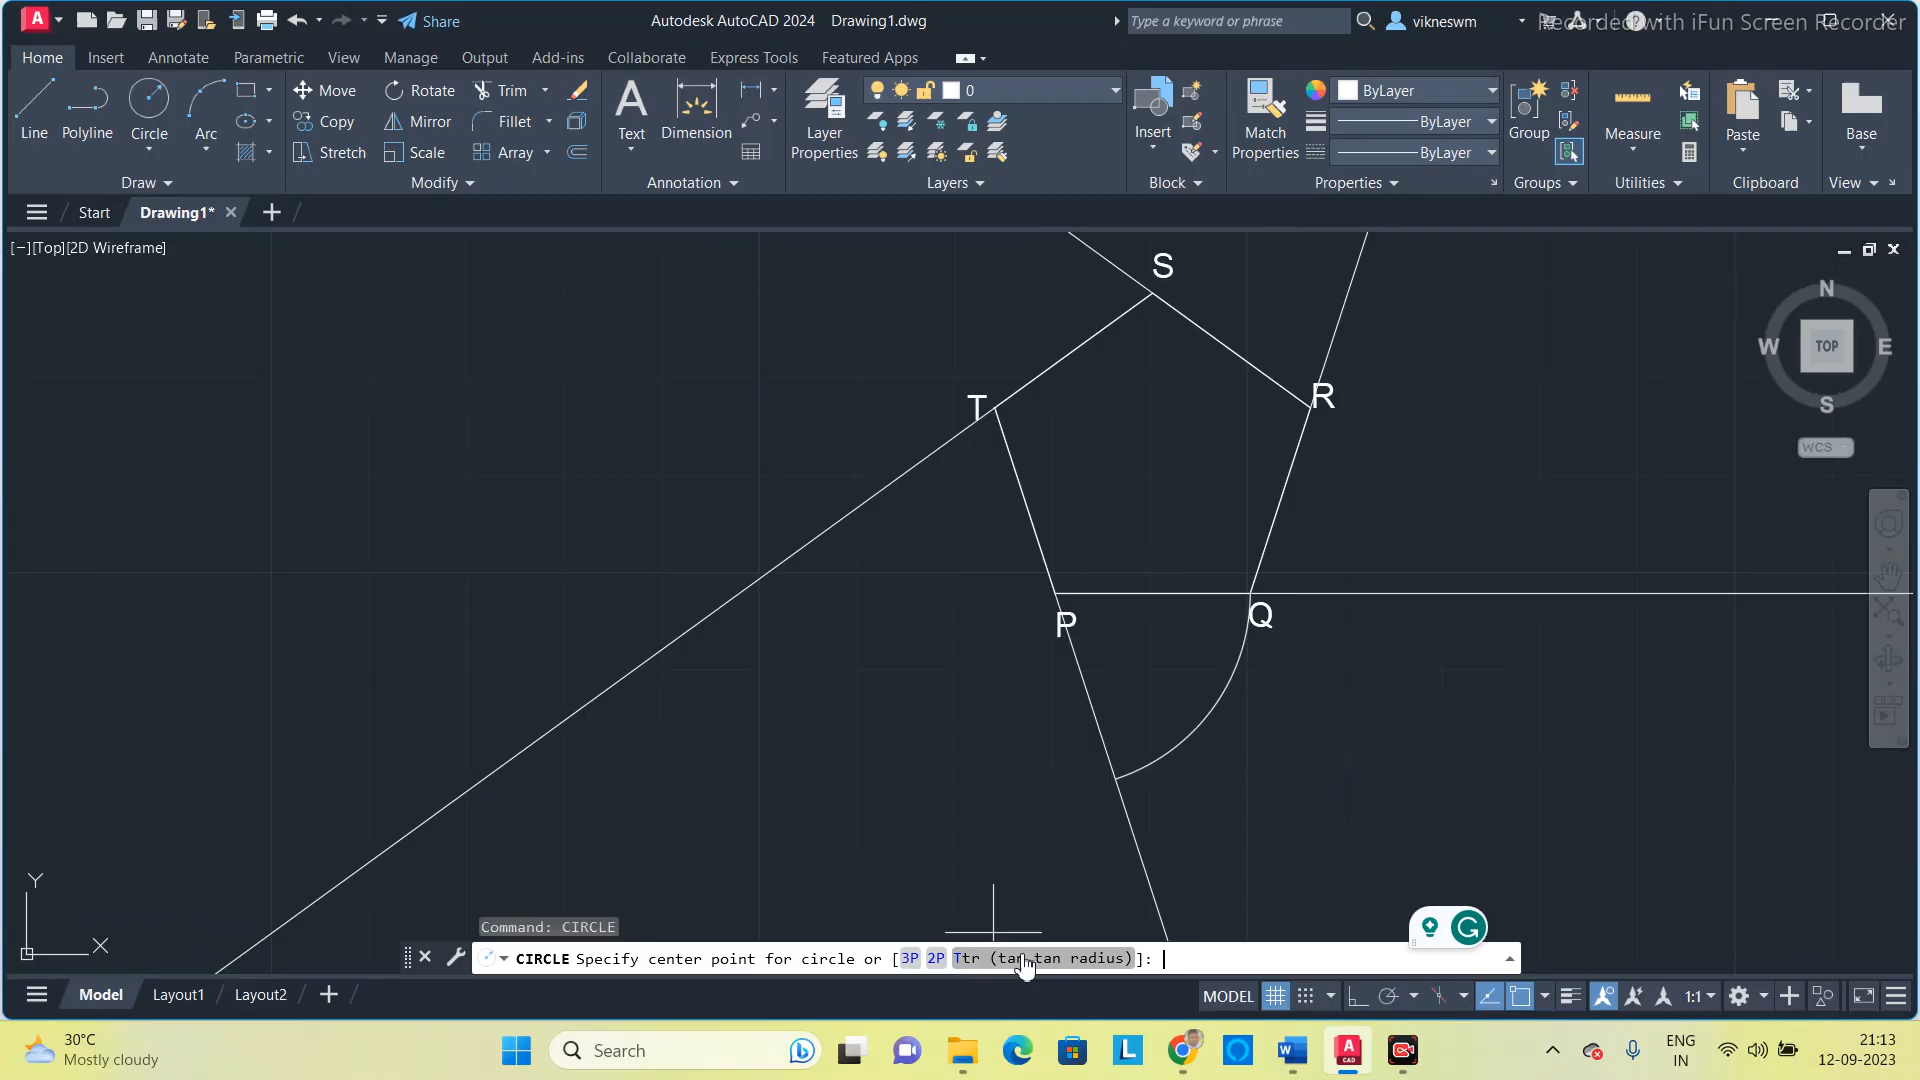 A CAD
Share
Autodesk AutoCAD 2024 Drawing1.dwg
Type a keyword or phrase
vikneswm
Recorded with iFun Screen Recorder
Home Insert Annotate Parametric View Manage Output Add-ins Collaborate Express Tools Featured Apps
Move Rotate Trim 0 ByLayer
Copy Mirror Fillet ByLayer
Line Polyline Circle Arc Text Dimension Layer Properties Insert Match Properties Group Measure Paste Base
Stretch Scale Array ByLayer
Draw Modify Annotation Layers Block Properties Groups Utilities Clipboard View
Start Drawing1*
[−][Top][2D Wireframe]
S
N
W TOP E
S
T
R
WCS
P
Q
Y
X
Command: CIRCLE
CIRCLE Specify center point for circle or [3P 2P Ttr (tan tan radius)]:
Model Layout1 Layout2
MODEL 1:1
30°C
Mostly cloudy
Search
ENG
IN
21:13
12-09-2023